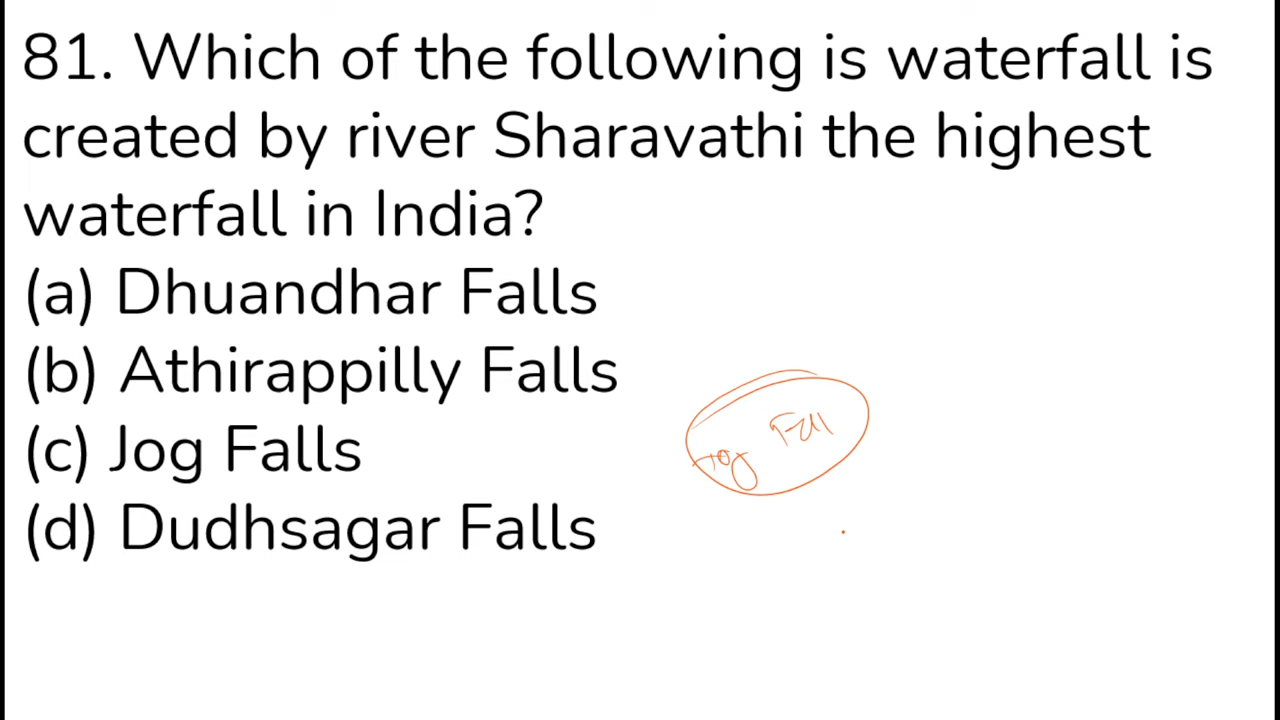 81. Which of the following is waterfall is
created by river Sharavathi the highest
waterfall in India?
(a) Dhuandhar Falls
(b) Athirappilly Falls
(c) Jog Falls
(d) Dudhsagar Falls
Jog Fall